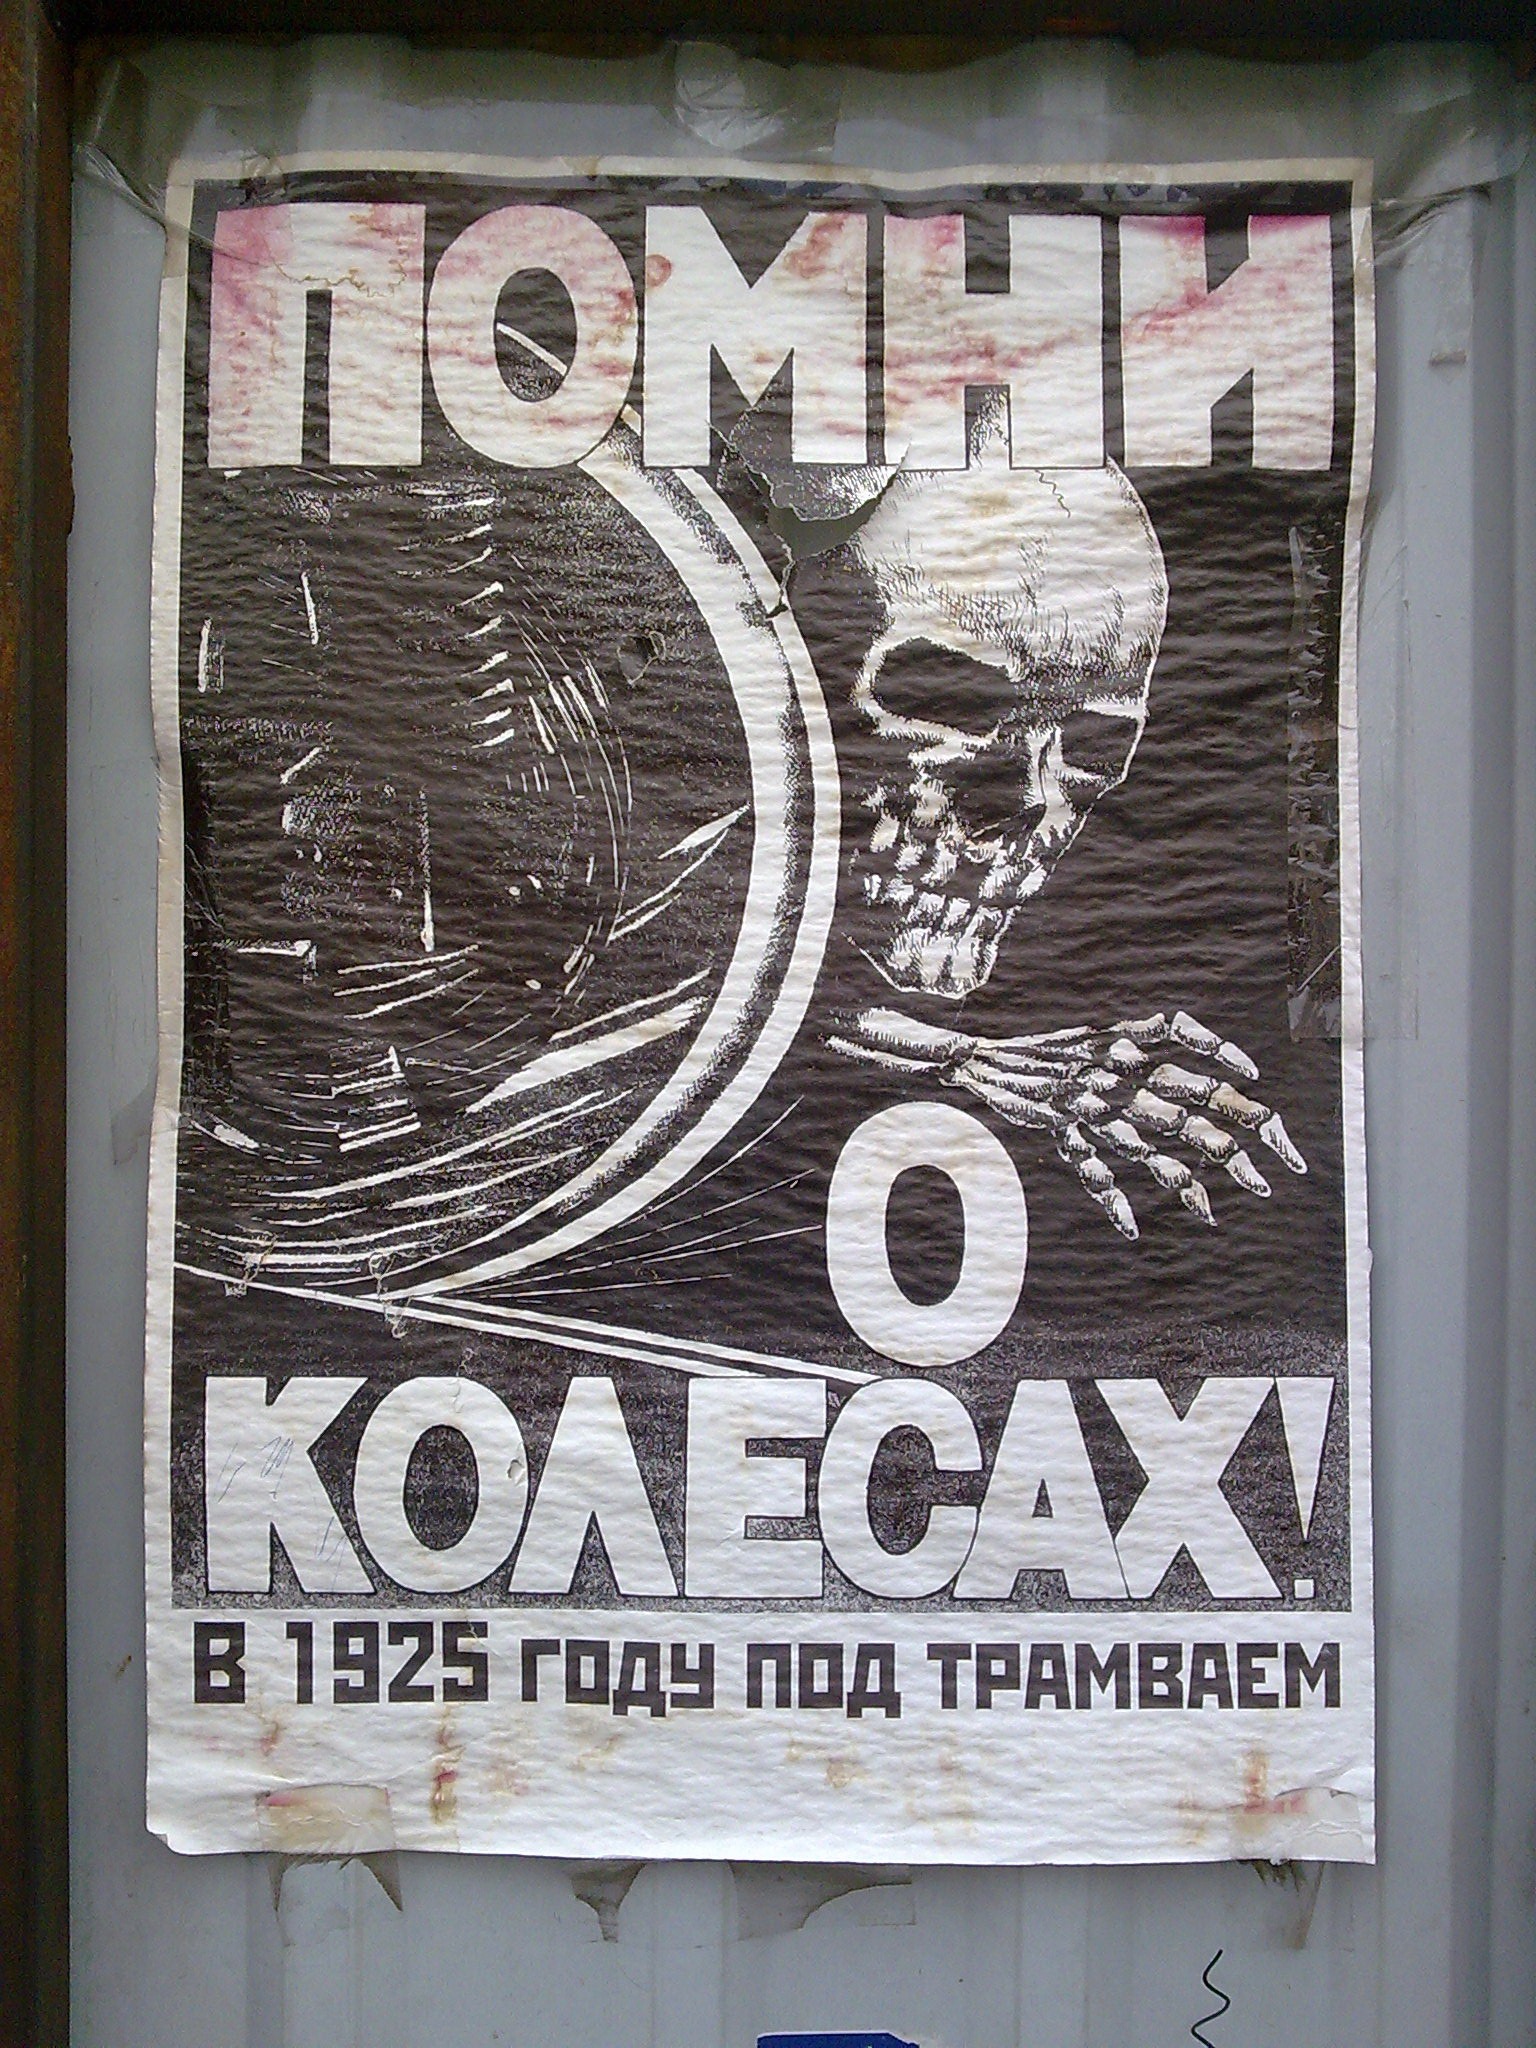 ПОМНИ
О
КОЛЕСАХ!
В 1925 ГОДУ ПОД ТРАМВАЕМ